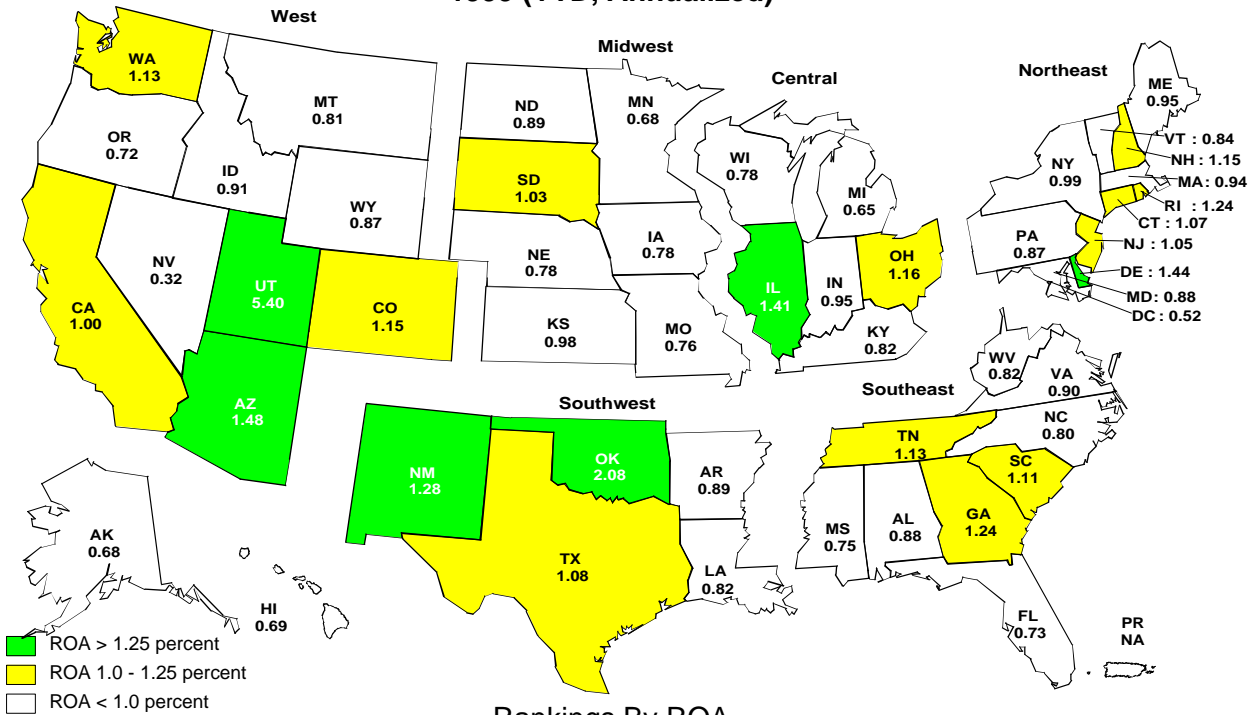 West
Midwest
Central
Northeast
WA
1.13
OR
0.72
MT
0.81
ID
0.91
WY
0.87
NV
0.32
CA
1.00
UT
5.40
CO
1.15
AZ
1.48
AK
0.68
HI
0.69
ND
0.89
MN
0.68
SD
1.03
NE
0.78
IA
0.78
KS
0.98
MO
0.76
WI
0.78
MI
0.65
IL
1.41
IN
0.95
OH
1.16
KY
0.82
ME
0.95
NY
0.99
VT : 0.84
NH : 1.15
MA: 0.94
RI : 1.24
CT : 1.07
NJ : 1.05
PA
0.87
DE : 1.44
MD: 0.88
DC : 0.52
Southwest
NM
1.28
OK
2.08
TX
1.08
AR
0.89
LA
0.82
Southeast
WV
0.82
VA
0.90
NC
0.80
TN
1.13
SC
1.11
GA
1.24
AL
0.88
MS
0.75
FL
0.73
PR
NA
ROA > 1.25 percent
ROA 1.0 - 1.25 percent
ROA < 1.0 percent